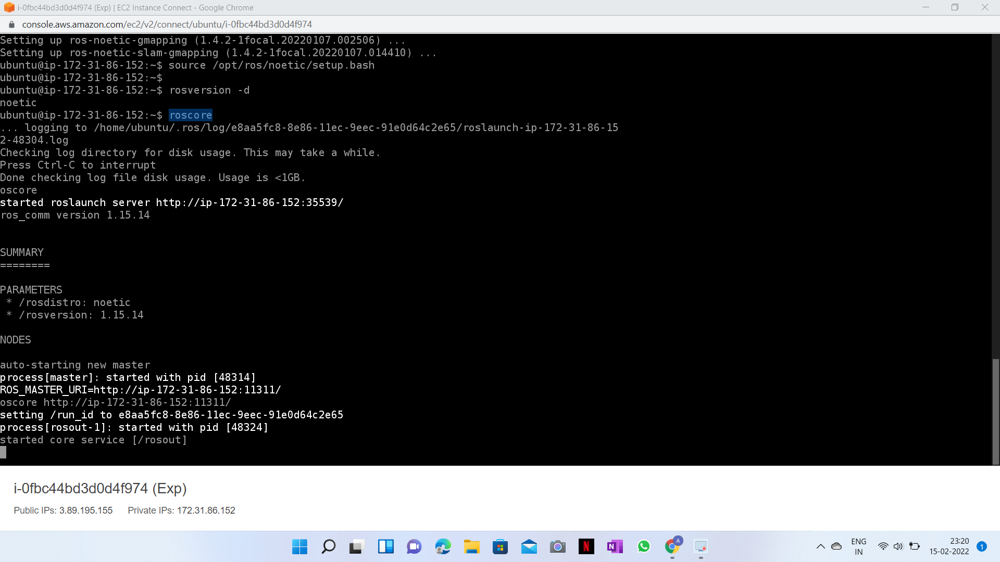 i-0fbc44bd3d0d4f974 (Exp) | EC2 Instance Connect - Google Chrome
console.aws.amazon.com/ec2/v2/connect/ubuntu/i-0fbc44bd3d0d4f974
Setting up ros-noetic-gmapping (1.4.2-1focal.20220107.002506) ...
Setting up ros-noetic-slam-gmapping (1.4.2-1focal.20220107.014410) ...
ubuntu@ip-172-31-86-152:~$ source /opt/ros/noetic/setup.bash
ubuntu@ip-172-31-86-152:~$
ubuntu@ip-172-31-86-152:~$ rosversion -d
noetic
ubuntu@ip-172-31-86-152:~$ roscore
... logging to /home/ubuntu/.ros/log/e8aa5fc8-8e86-11ec-9eec-91e0d64c2e65/roslaunch-ip-172-31-86-15
2-48304.log
Checking log directory for disk usage. This may take a while.
Press Ctrl-C to interrupt
Done checking log file disk usage. Usage is <1GB.
oscore
started roslaunch server http://ip-172-31-86-152:35539/
ros_comm version 1.15.14
SUMMARY
========
PARAMETERS
* /rosdistro: noetic
* /rosversion: 1.15.14
NODES
auto-starting new master
process[master]: started with pid [48314]
ROS_MASTER_URI=http://ip-172-31-86-152:11311/
oscore http://ip-172-31-86-152:11311/
setting /run_id to e8aa5fc8-8e86-11ec-9eec-91e0d64c2e65
process[rosout-1]: started with pid [48324]
started core service [/rosout]
i-0fbc44bd3d0d4f974 (Exp)
Public IPs: 3.89.195.155 Private IPs: 172.31.86.152
N
N
A
ENG
IN
23:20
15-02-2022
1